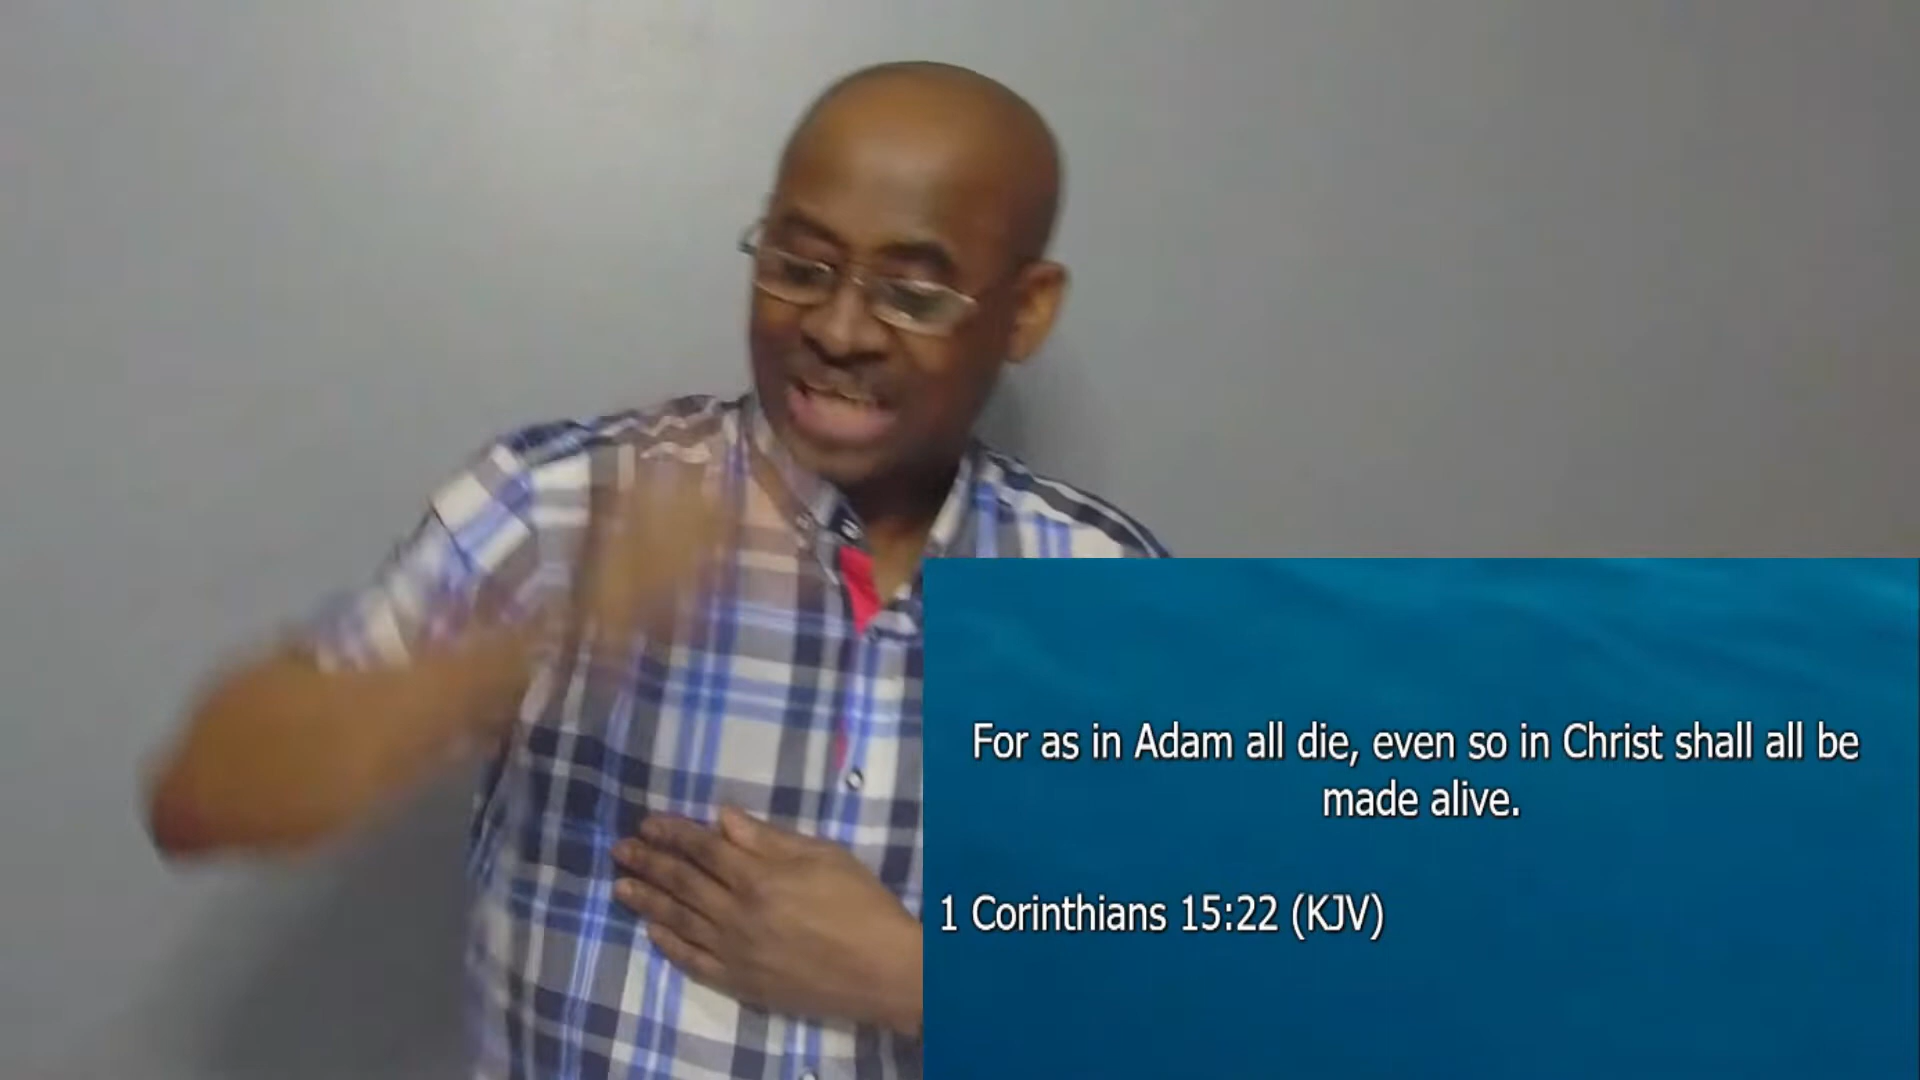 For as in Adam all die, even so in Christ shall all be
made alive.
1 Corinthians 15:22 (KJV)